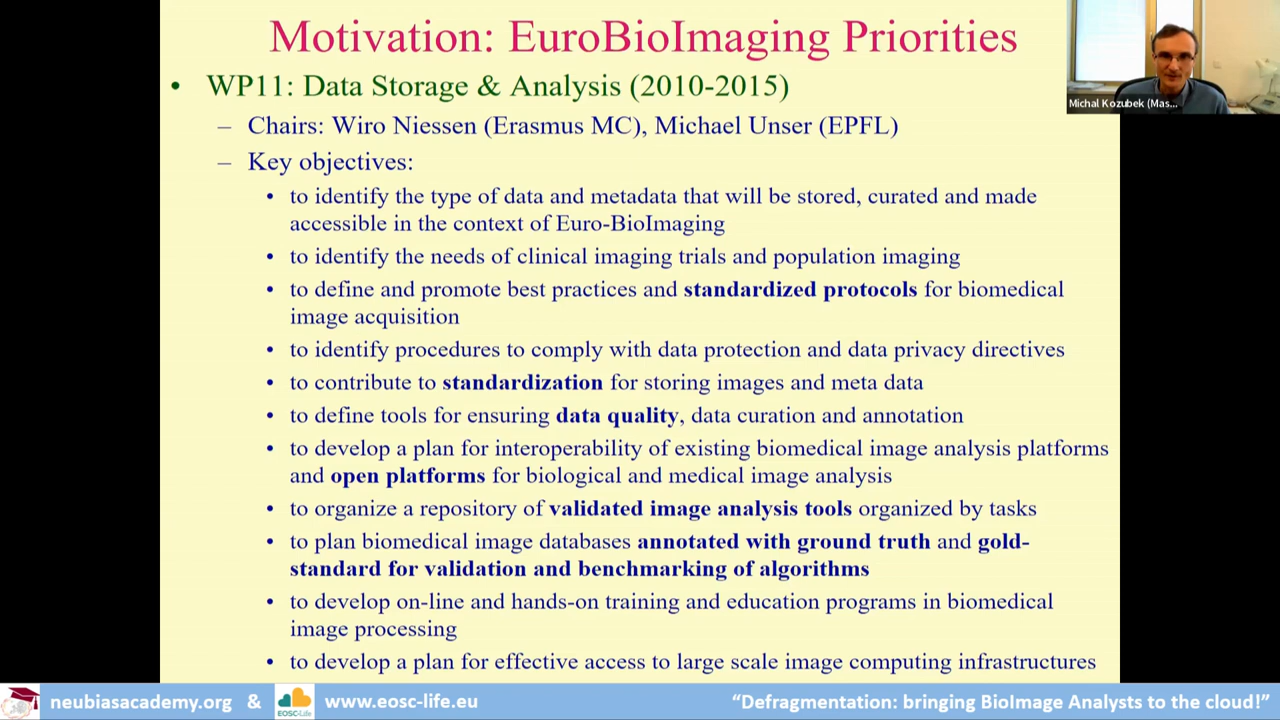 Motivation: EuroBioImaging Priorities
• WP11: Data Storage & Analysis (2010-2015)
– Chairs: Wiro Niessen (Erasmus MC), Michael Unser (EPFL)
– Key objectives:
• to identify the type of data and metadata that will be stored, curated and made
accessible in the context of Euro-BioImaging
• to identify the needs of clinical imaging trials and population imaging
• to define and promote best practices and standardized protocols for biomedical
image acquisition
• to identify procedures to comply with data protection and data privacy directives
• to contribute to standardization for storing images and meta data
• to define tools for ensuring data quality, data curation and annotation
• to develop a plan for interoperability of existing biomedical image analysis platforms
and open platforms for biological and medical image analysis
• to organize a repository of validated image analysis tools organized by tasks
• to plan biomedical image databases annotated with ground truth and gold-
standard for validation and benchmarking of algorithms
• to develop on-line and hands-on training and education programs in biomedical
image processing
• to develop a plan for effective access to large scale image computing infrastructures
Michal Kozubek (Mas...
neubiasacademy.org & EOSC-Life www.eosc-life.eu “Defragmentation: bringing BioImage Analysts to the cloud!”